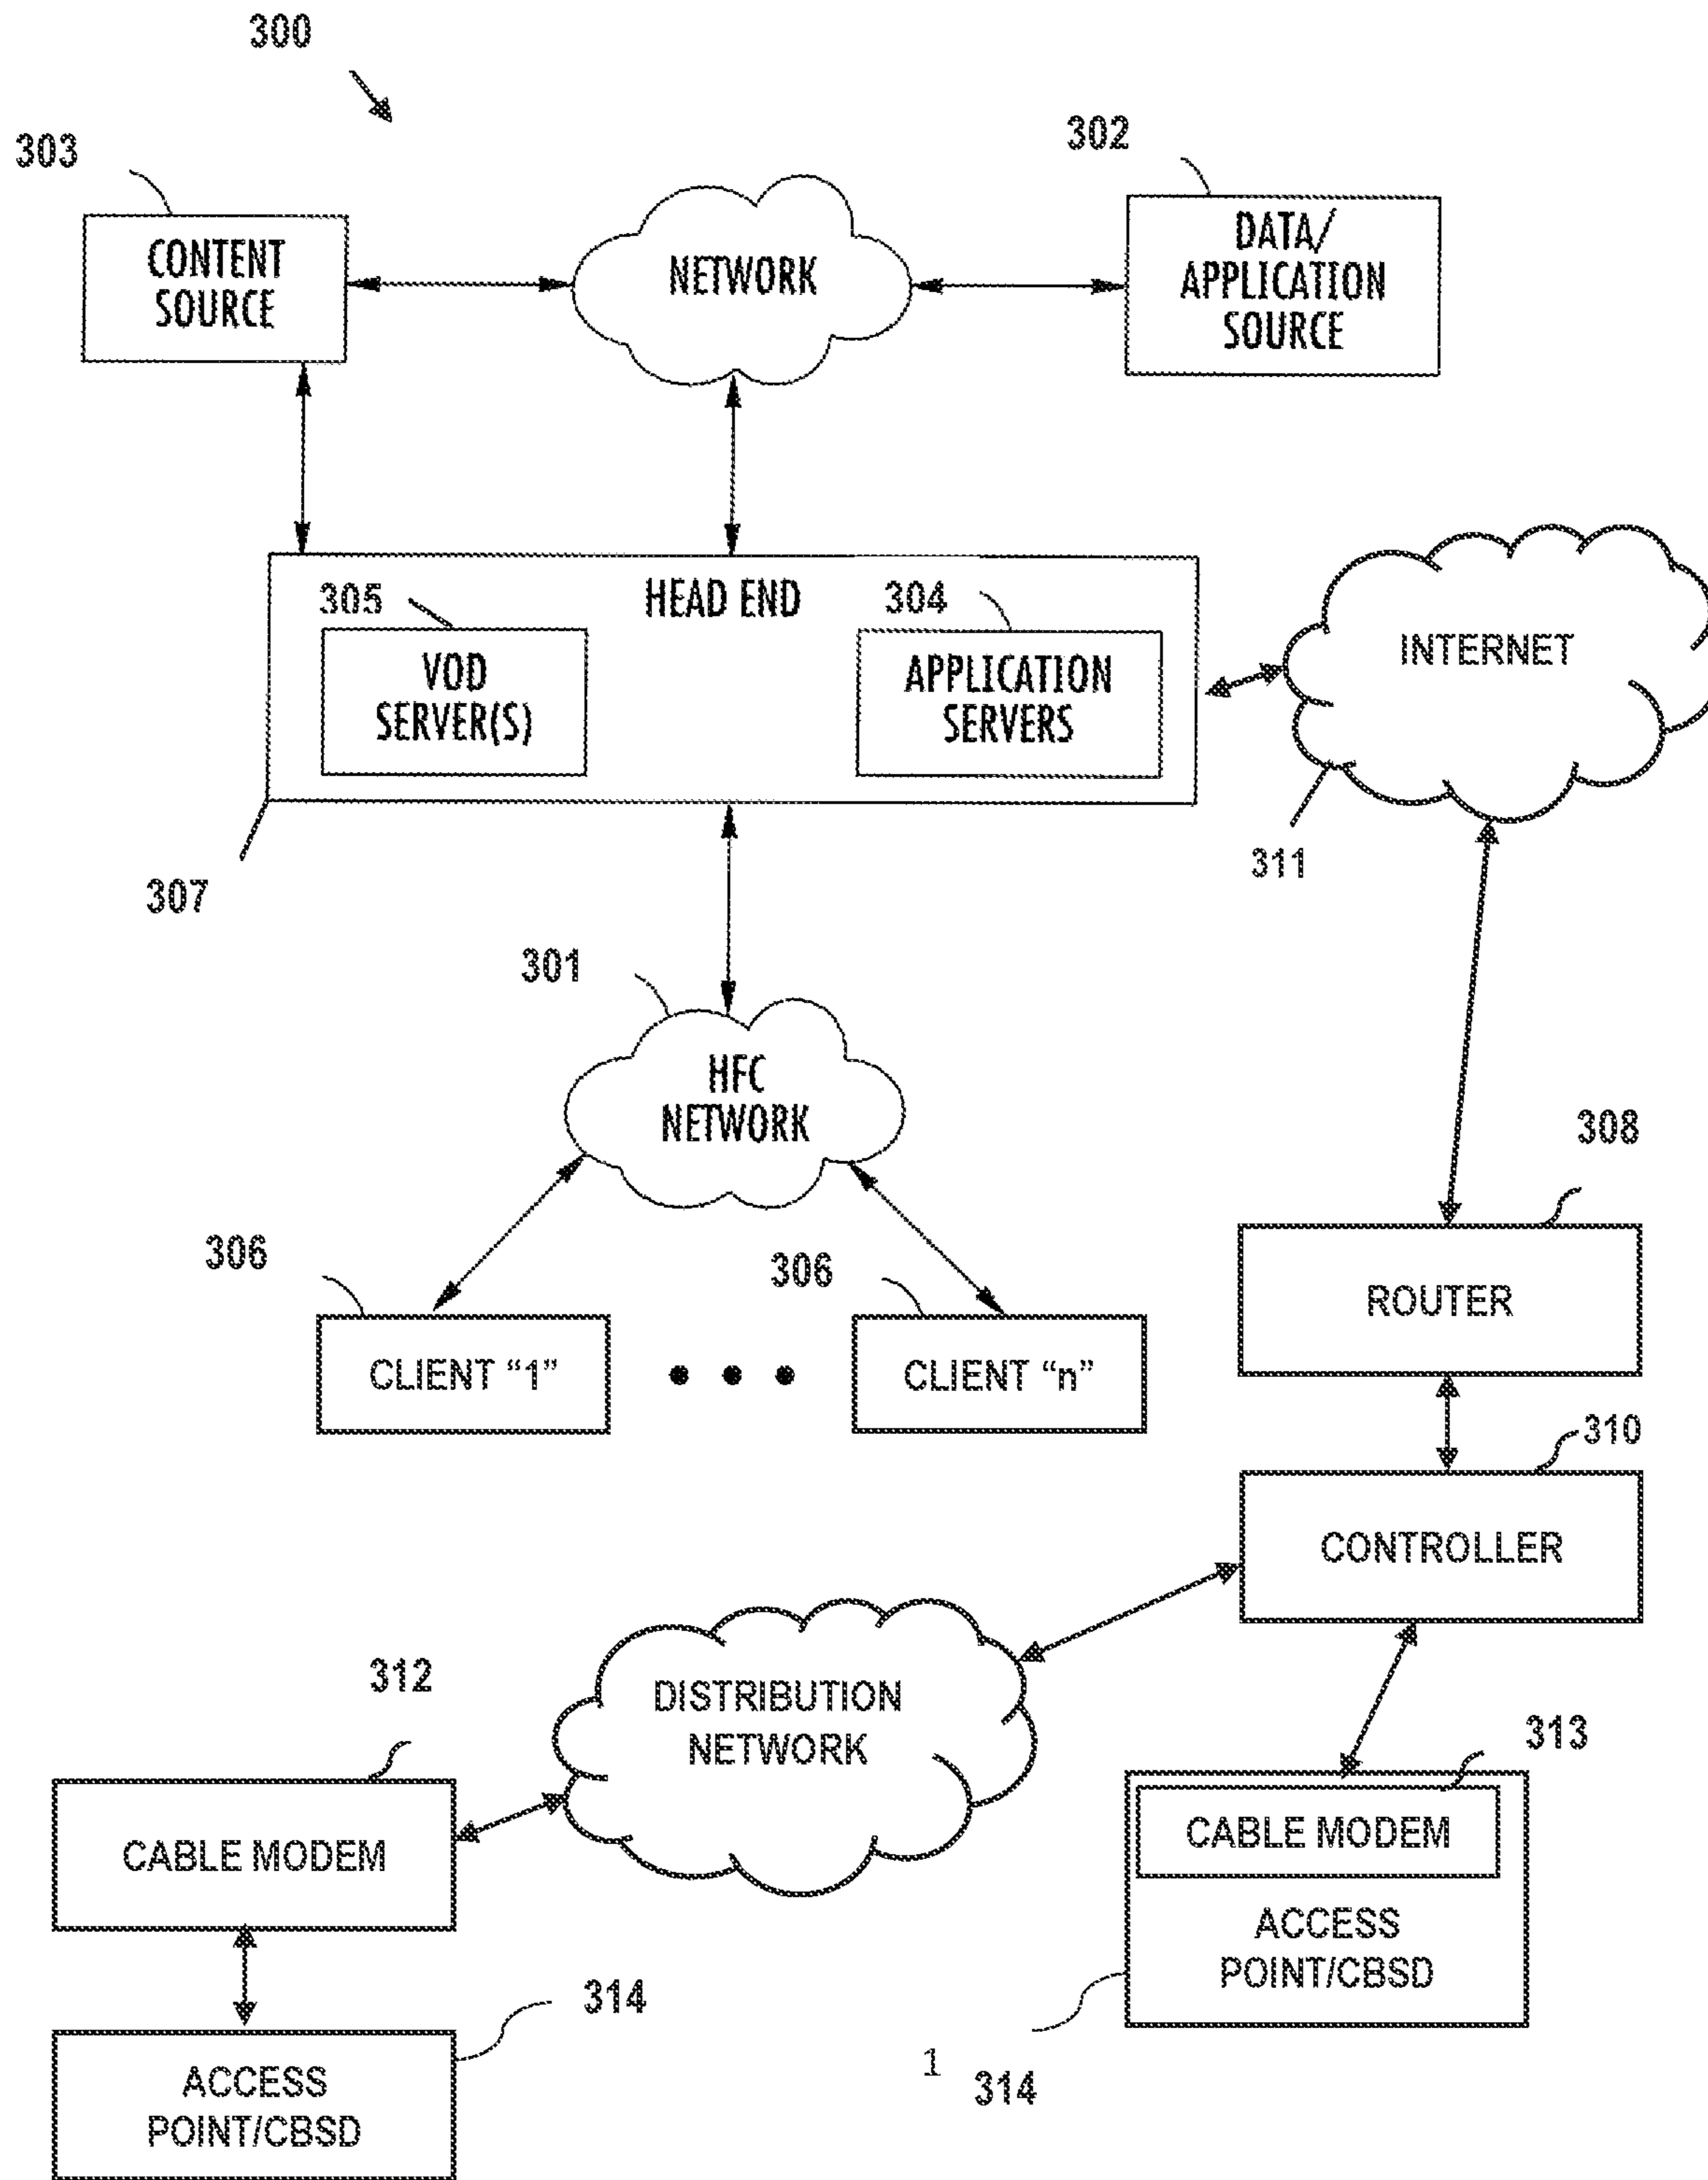 300
303
302
CONTENT
SOURCE
NETWORK
DATA/
APPLICATION
SOURCE
305
HEAD END
304
VOD
SERVER(S)
APPLICATION
SERVERS
INTERNET
307
311
301
HFC
NETWORK
308
306
306
ROUTER
CLIENT “1”
CLIENT “n”
310
CONTROLLER
312
DISTRIBUTION
NETWORK
313
CABLE MODEM
CABLE MODEM
ACCESS
POINT/CBSD
314
1
314
ACCESS
POINT/CBSD